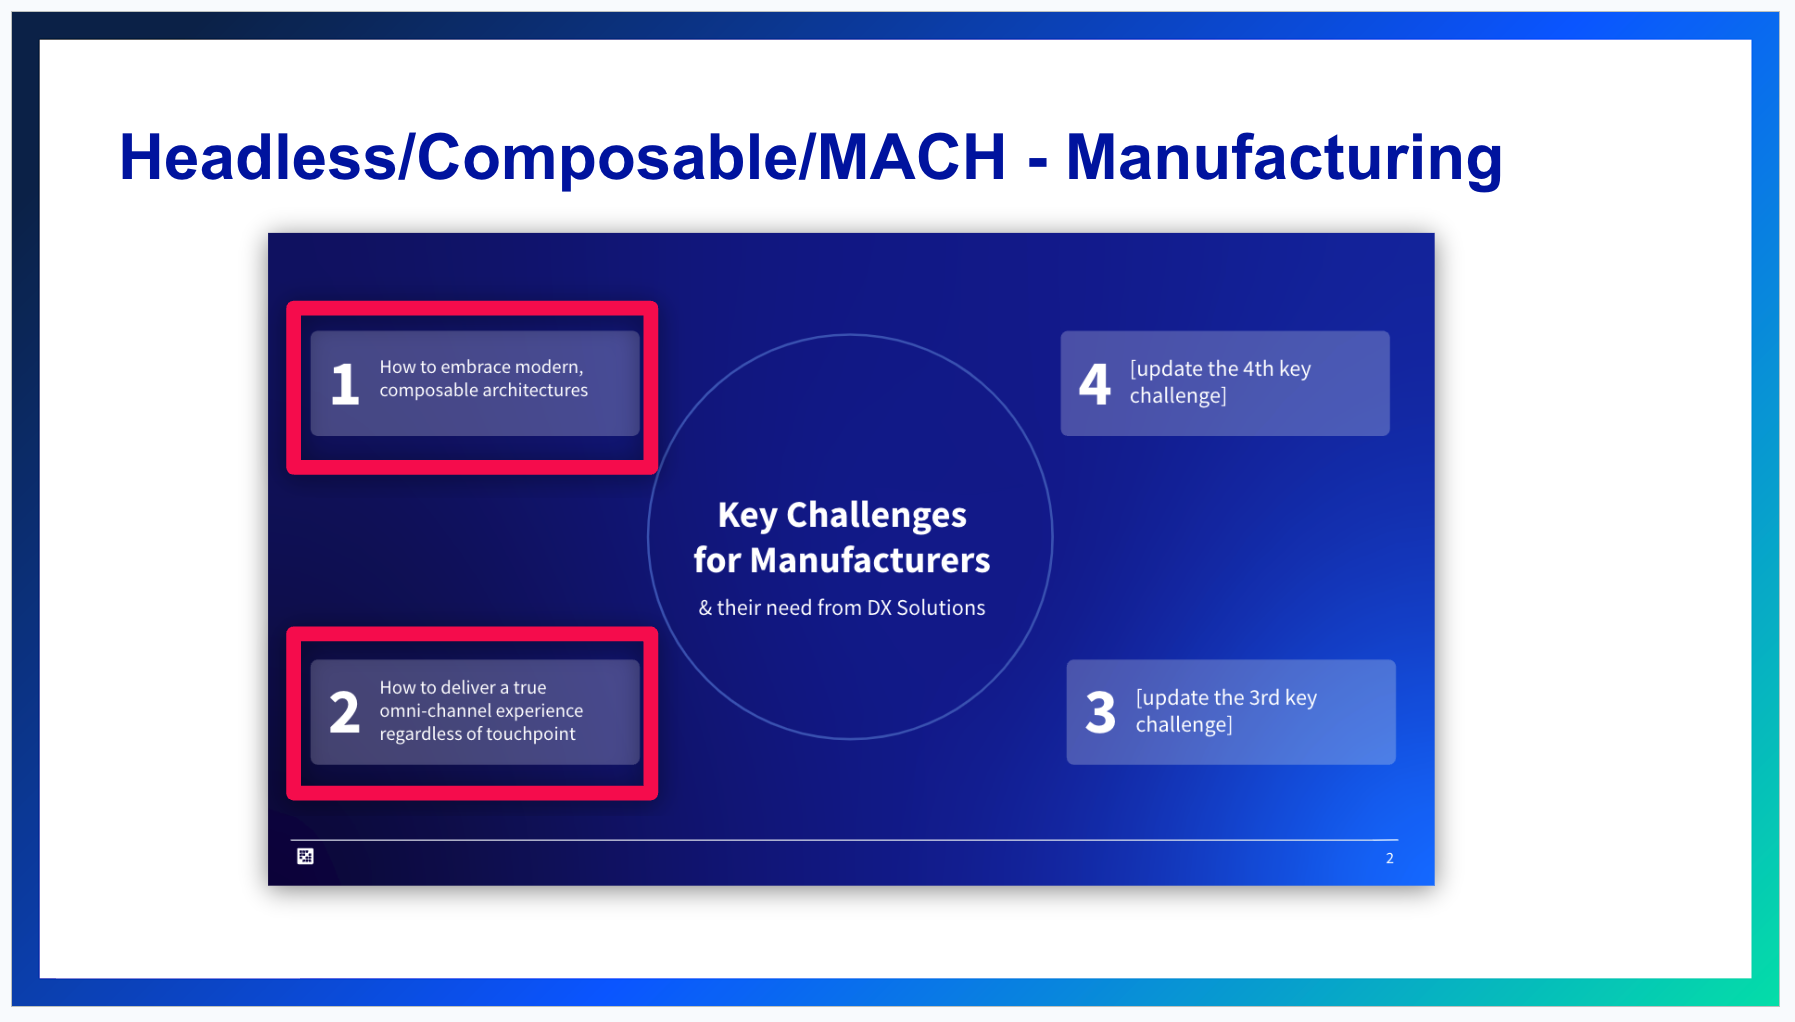 Headless/Composable/MACH - Manufacturing
1
How to embrace modern,
composable architectures
4
[update the 4th key
challenge]
Key Challenges
for Manufacturers
& their need from DX Solutions
2
How to deliver a true
omni-channel experience
regardless of touchpoint
3
[update the 3rd key
challenge]
2